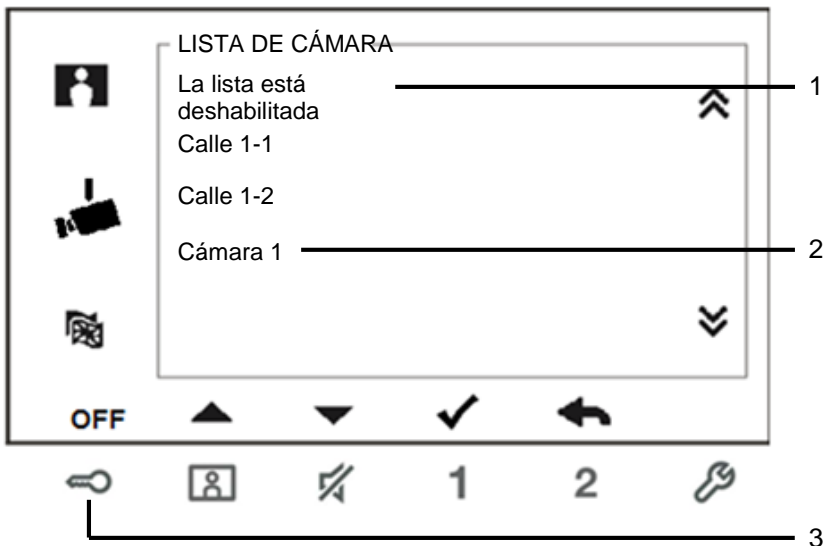 LISTA DE CÁMARA
La lista está
deshabilitada
1
Calle 1-1
Calle 1-2
Cámara 1
2
OFF
1
2
3